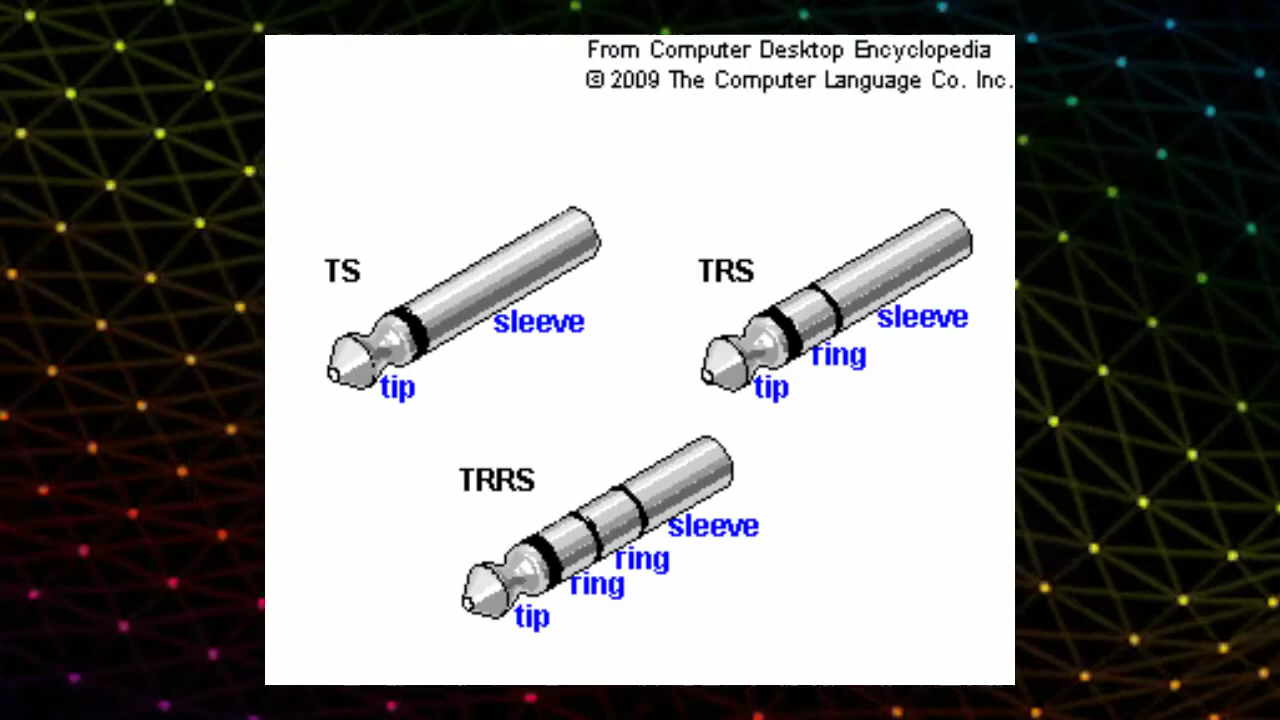 From Computer Desktop Encyclopedia
© 2009 The Computer Language Co. Inc.
TS
sleeve
tip
TRS
sleeve
ring
tip
TRRS
sleeve
ring
ring
tip